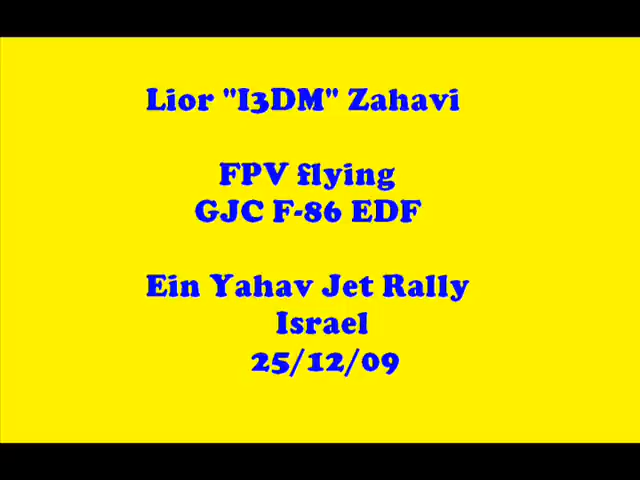 Lior "I3DM" Zahavi
FPV flying
GJC F-86 EDF
Ein Yahav Jet Rally
Israel
25/12/09